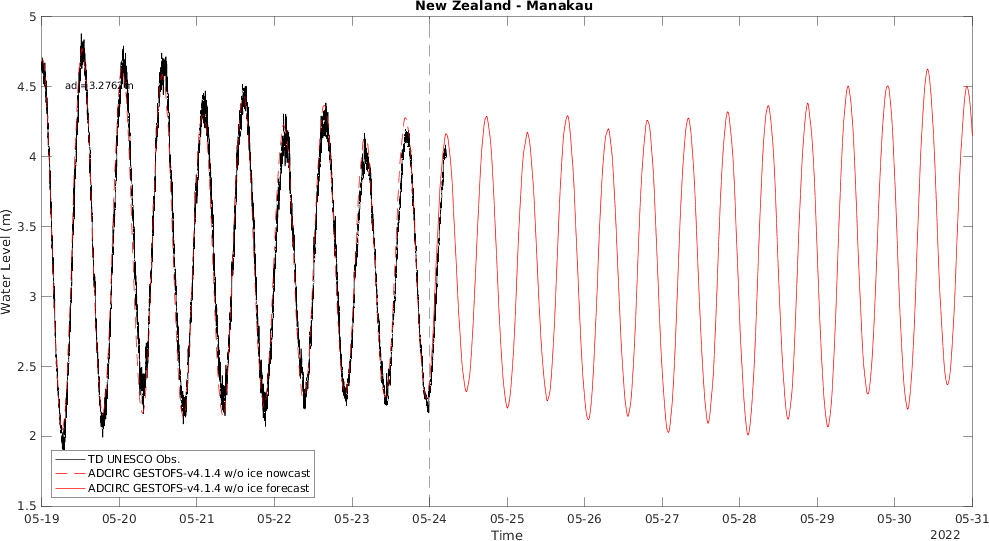 New Zealand - Manakau
Water Level (m)
5
4.5
4
3.5
3
2.5
2
1.5
ad =3.2762m
TD UNESCO Obs.
ADCIRC GESTOFS-v4.1.4 w/o ice nowcast
ADCIRC GESTOFS-v4.1.4 w/o ice forecast
05-19 05-20 05-21 05-22 05-23 05-24 05-25 05-26 05-27 05-28 05-29 05-30 05-31
Time
2022